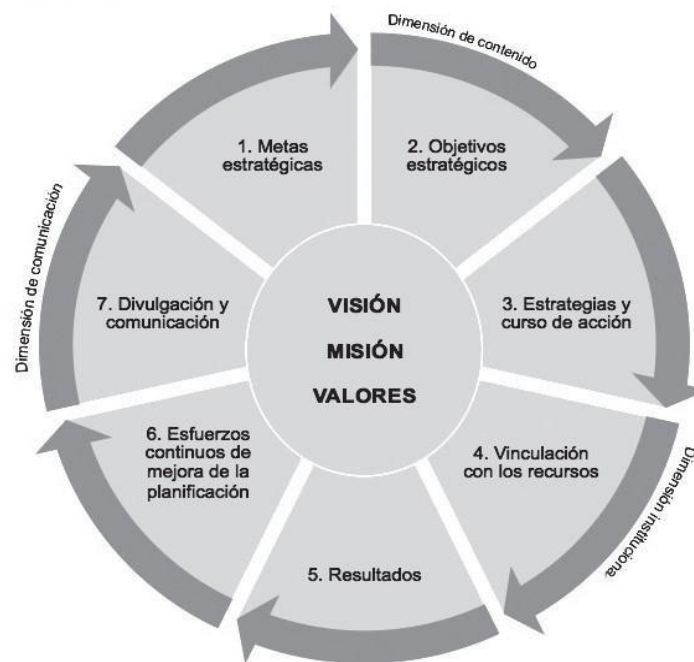 Dimensión de contenido
1. Metas
estratégicas
2. Objetivos
estratégicos
Dimensión de comunicación
7. Divulgación y
comunicación
VISIÓN
MISIÓN
VALORES
3. Estrategias y
curso de acción
6. Esfuerzos
continuos de
mejora de la
planificación
4. Vinculación
con los recursos
Dimensión instituciona
5. Resultados